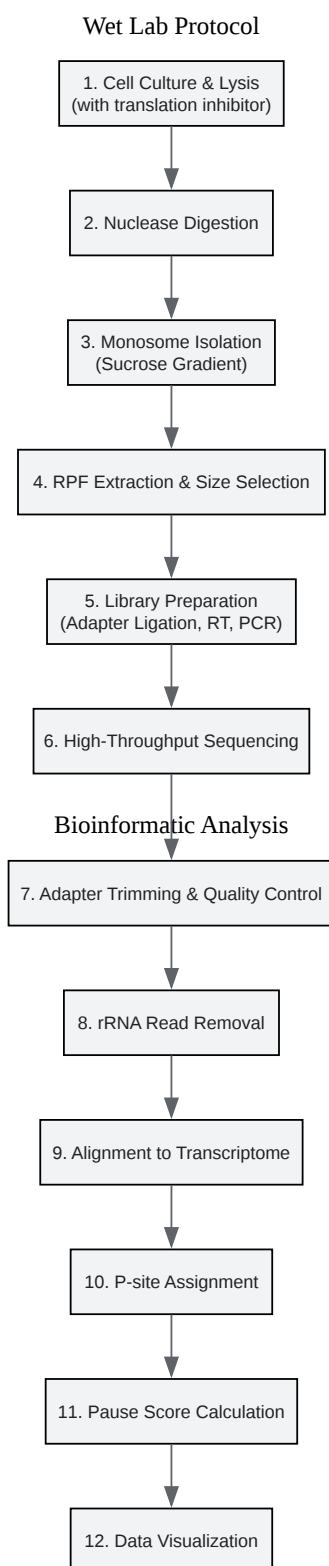 Wet Lab Protocol
1. Cell Culture & Lysis
(with translation inhibitor)
2. Nuclease Digestion
3. Monosome Isolation
(Sucrose Gradient)
4. RPF Extraction & Size Selection
5. Library Preparation
(Adapter Ligation, RT, PCR)
6. High-Throughput Sequencing
Bioinformatic Analysis
7. Adapter Trimming & Quality Control
8. rRNA Read Removal
9. Alignment to Transcriptome
10. P-site Assignment
11. Pause Score Calculation
12. Data Visualization